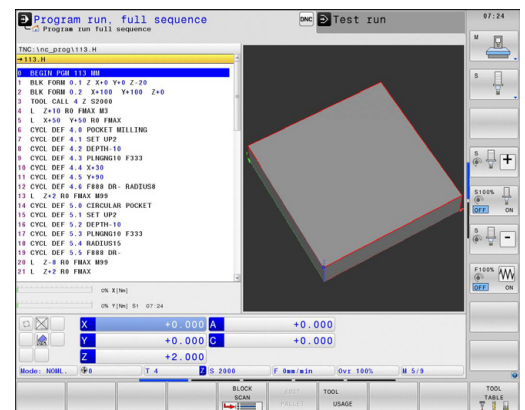 Program run, full sequence
Program run full sequence
DNC
Test run
07:24
TNC:\nc_prog\113.H
→113.H
0 BEGIN PGM 113 MM
1 BLK FORM 0.1 Z X+0 Y+0 Z-20
2 BLK FORM 0.2 X+100 Y+100 Z+0
3 TOOL CALL 4 Z S2000
4 L Z+10 R0 FMAX M3
5 L X+50 Y+50 R0 FMAX
6 CYCL DEF 4.0 POCKET MILLING
7 CYCL DEF 4.1 SET UP2
8 CYCL DEF 4.2 DEPTH-10
9 CYCL DEF 4.3 PLNGNG10 F333
10 CYCL DEF 4.4 X+30
11 CYCL DEF 4.5 Y+90
12 CYCL DEF 4.6 F888 DR- RADIUS8
13 L Z+2 R0 FMAX M99
14 CYCL DEF 5.0 CIRCULAR POCKET
15 CYCL DEF 5.1 SET UP2
16 CYCL DEF 5.2 DEPTH-10
17 CYCL DEF 5.3 PLNGNG10 F333
18 CYCL DEF 5.4 RADIUS15
19 CYCL DEF 5.5 F888 DR-
20 L Z-8 R0 FMAX M99
21 L Z+2 R0 FMAX
0% X[Nm]
0% Y[Nm] S1 07:24
X +0.000 A +0.000
Y +0.000 C +0.000
Z +2.000
Mode: NOML. 0 T 4 Z S 2000 F 0mm/min Ovr 100% M 5/9
M
S
S
S100%
OFF ON
S
F100%
OFF ON
BLOCK
SCAN
TOOL
USAGE
TOOL
TABLE